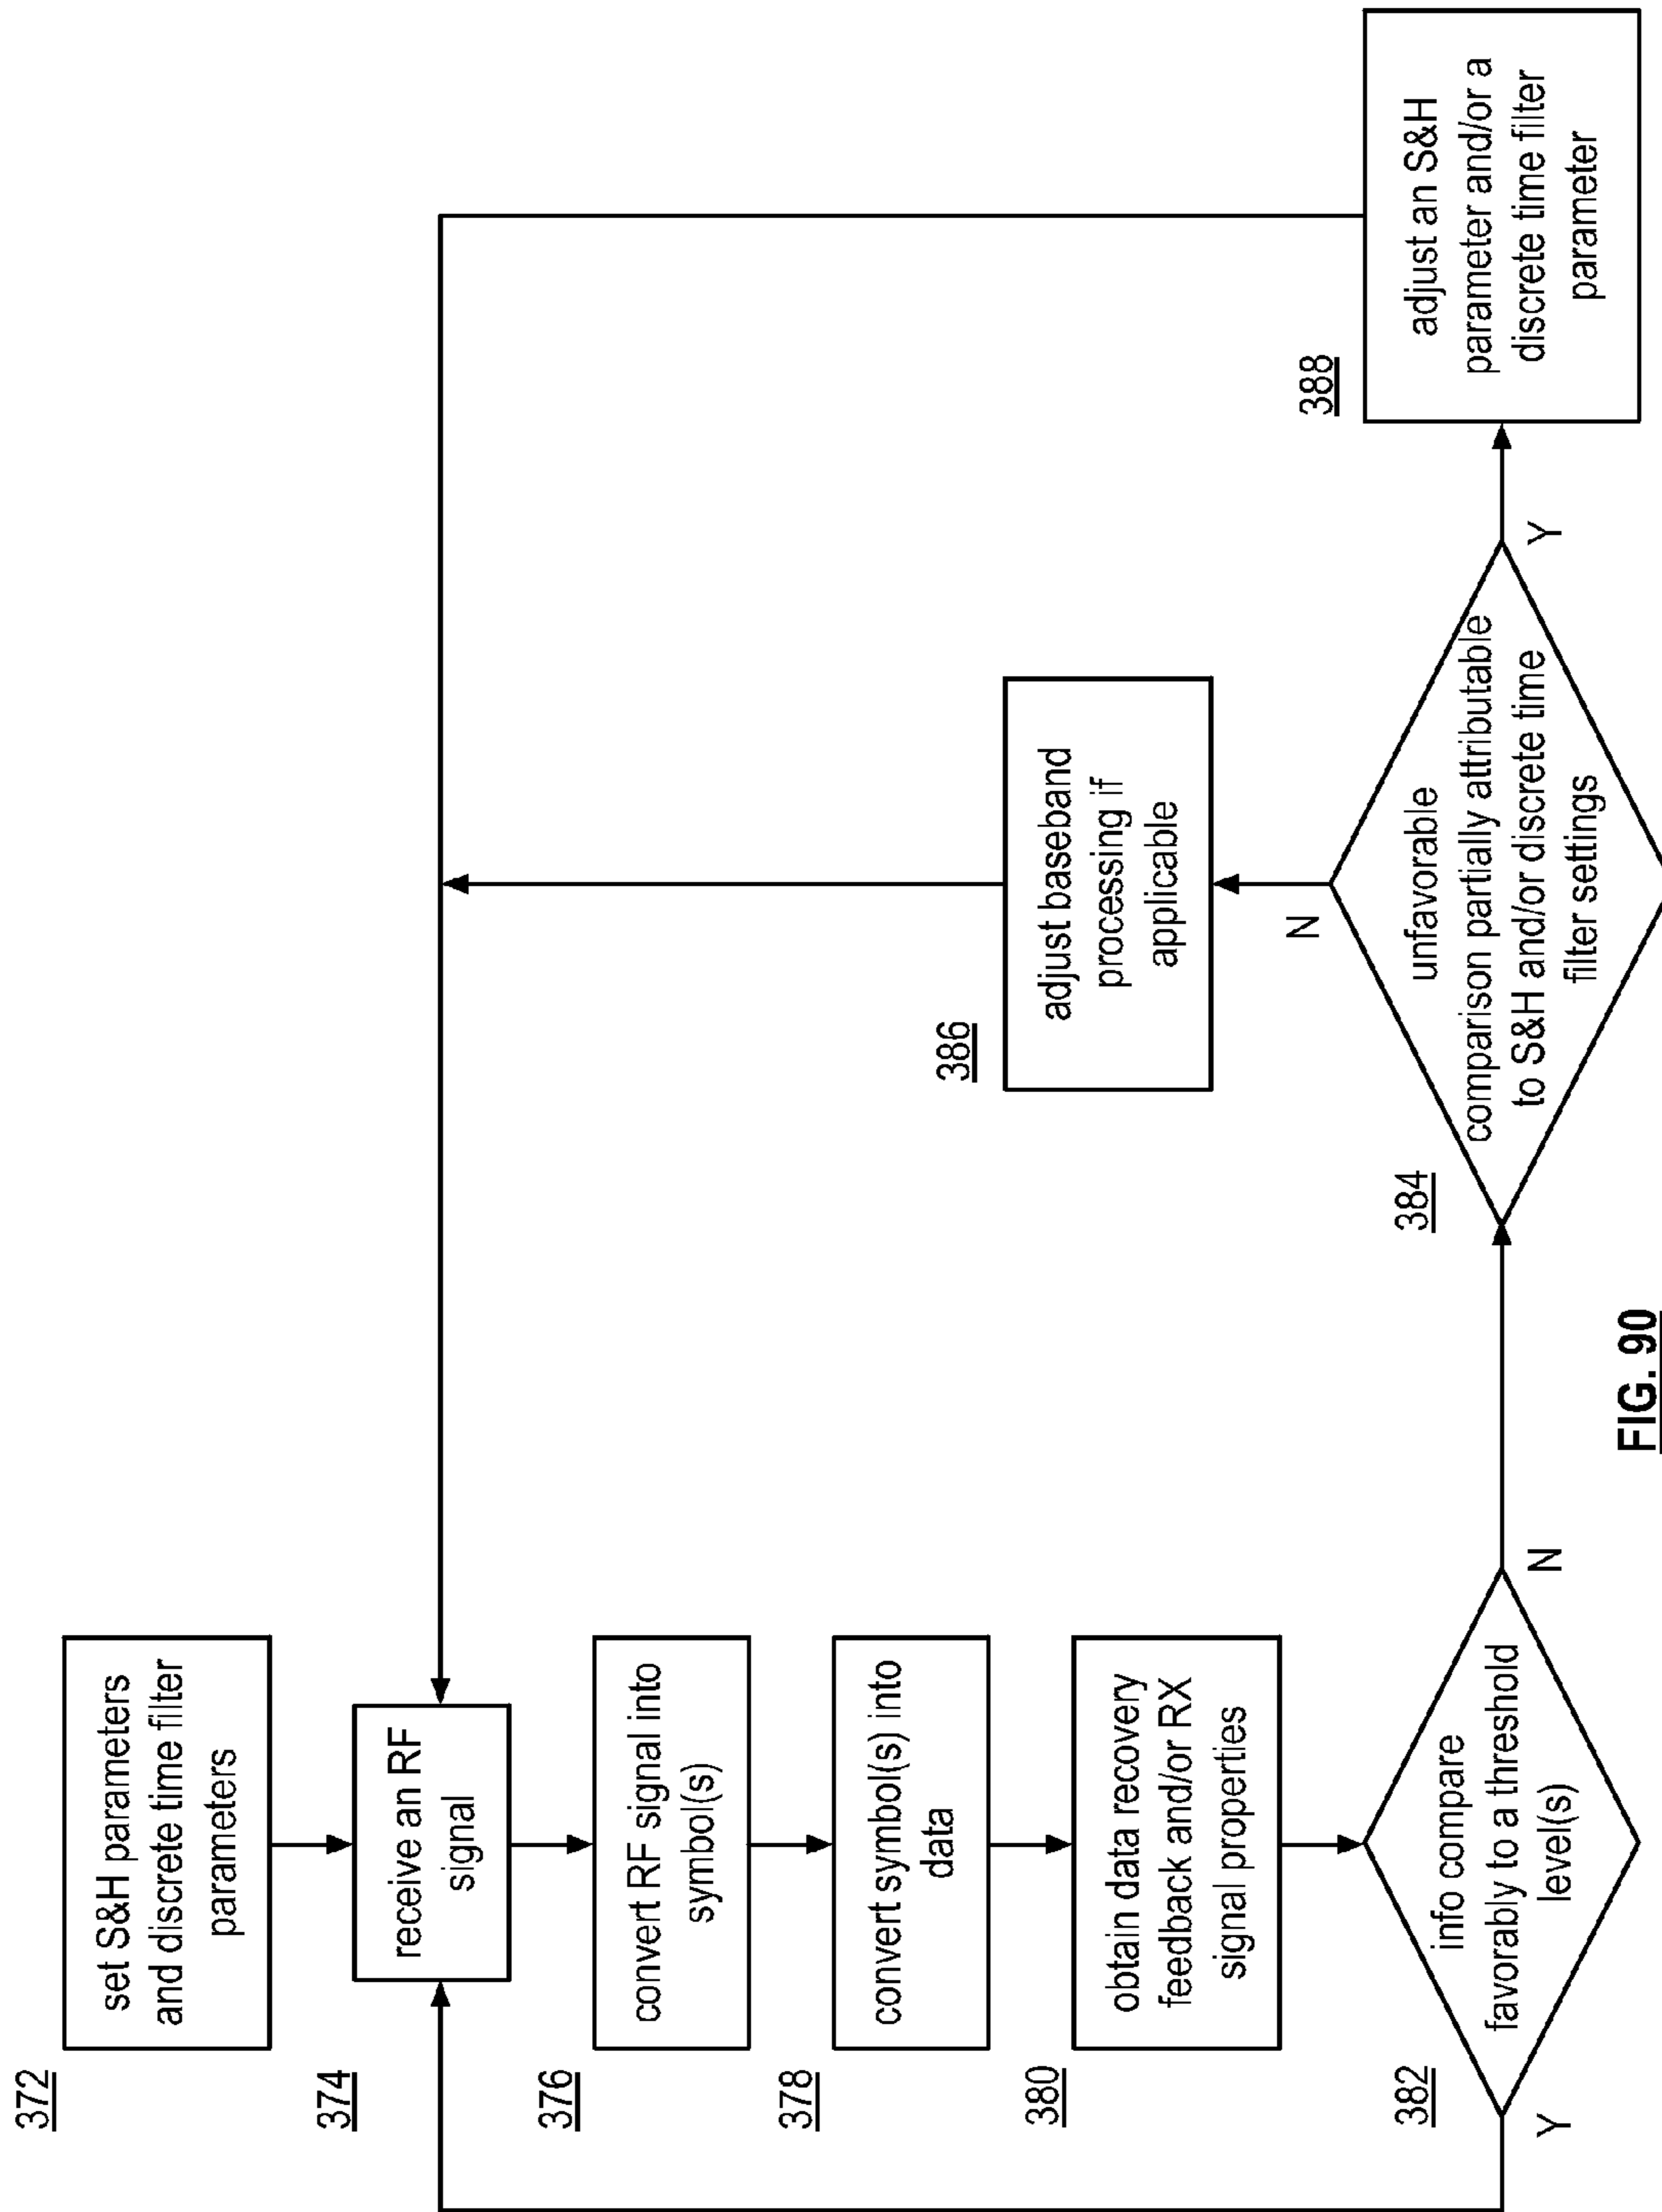 372
set S&H parameters
and discrete time filter
parameters
374
receive an RF
signal
376
convert RF signal into
symbol(s)
378
convert symbol(s) into
data
380
obtain data recovery
feedback and/or RX
signal properties
382
info compare
favorably to a threshold
level(s)
Y
N
384
unfavorable
comparison partially attributable
to S&H and/or discrete time
filter settings
N
Y
386
adjust baseband
processing if
applicable
388
adjust an S&H
parameter and/or a
discrete time filter
parameter
FIG. 90